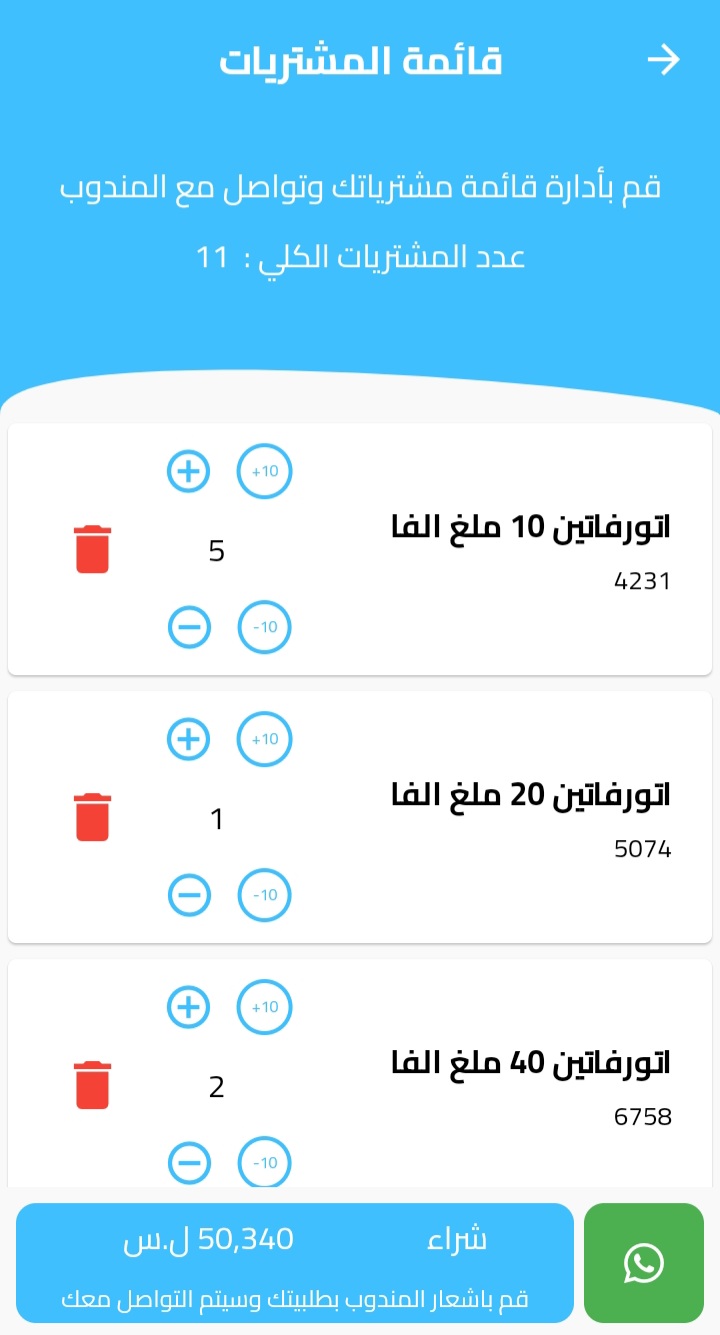 قائمة المشتريات
قم بأدارة قائمة مشترياتك وتواصل مع المندوب
عدد المشتريات الكلي : 11
+10
اتورفاتين 10 ملغ الفا
5
4231
-10
+10
اتورفاتين 20 ملغ الفا
1
5074
-10
+10
اتورفاتين 40 ملغ الفا
2
6758
-10
شراء 50,340 ل.س
قم باشعار المندوب بطلبيتك وسيتم التواصل معك